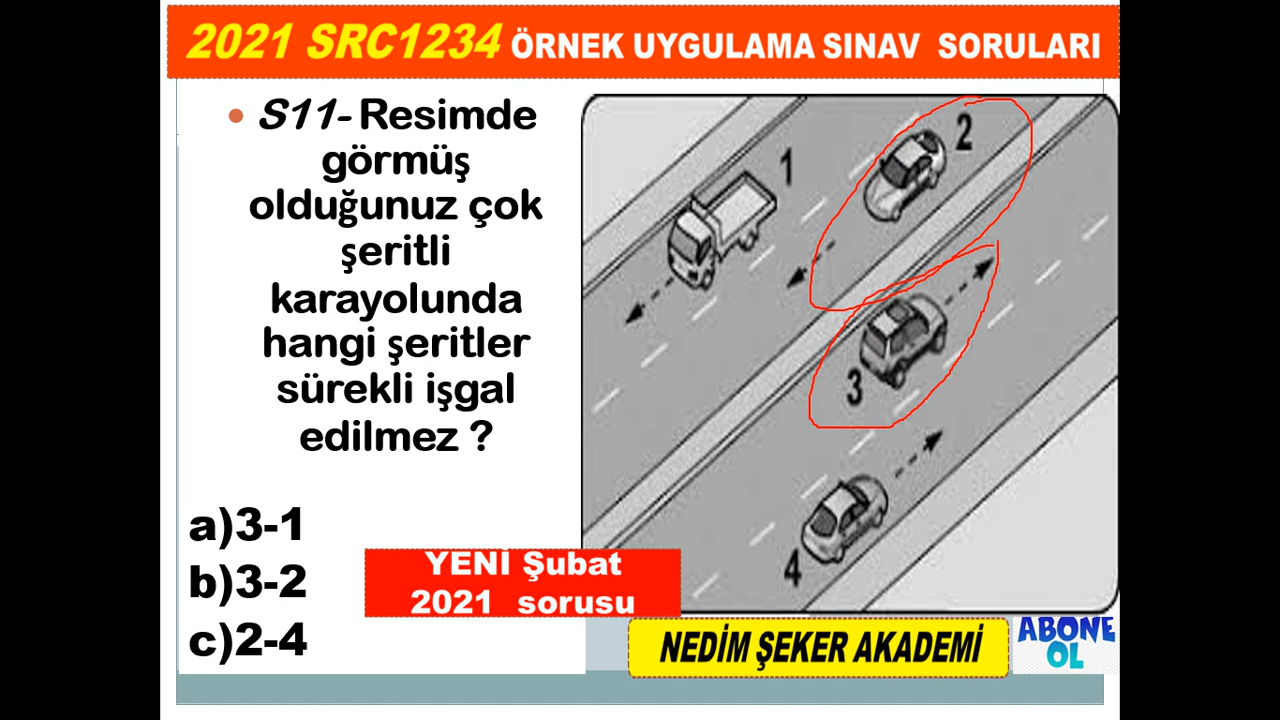 2021 SRC1234 ÖRNEK UYGULAMA SINAV SORULARI
• S11- Resimde
görmüş
olduğunuz çok
şeritli
karayolunda
hangi şeritler
sürekli işgal
edilmez ?
a)3-1
b)3-2
c)2-4
1
2
3
4
YENİ Şubat
2021 sorusu
NEDİM ŞEKER AKADEMİ
ABONE
OL